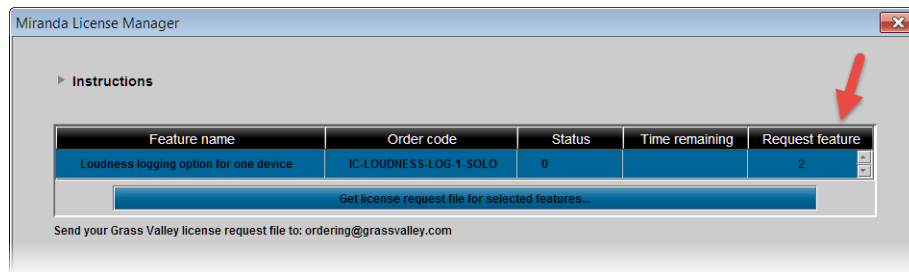 Miranda License Manager
Instructions
Feature name Order code Status Time remaining Request feature
Loudness logging option for one device IC-LOUDNESS-LOG-1-SOLO 0 2
Get license request file for selected features...
Send your Grass Valley license request file to: ordering@grassvalley.com